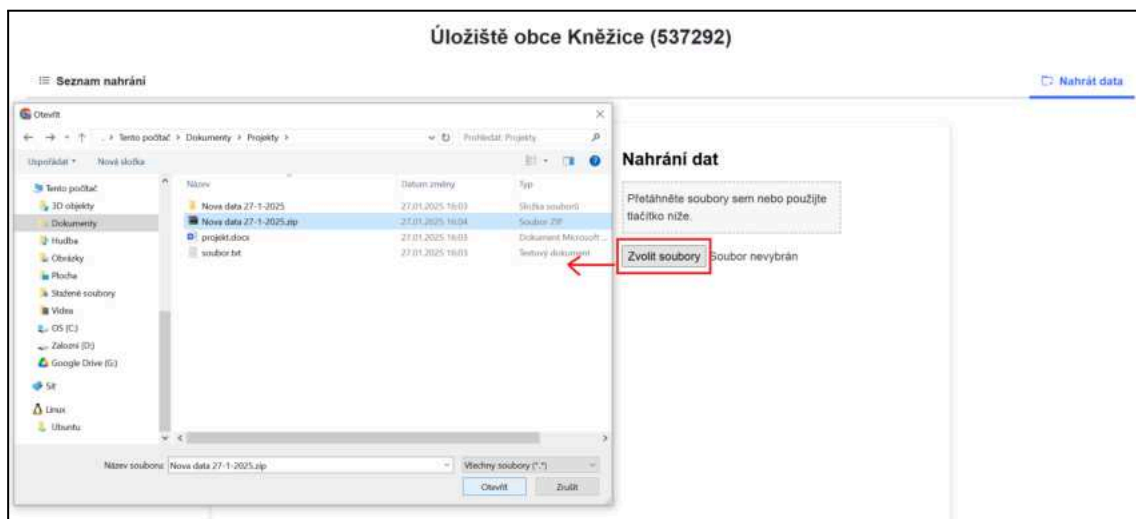 Úložiště obce Kněžice (537292)
Seznam nahrání
Nahrát data
Otevřít
Tento počítač > Dokumenty > Projekty >
Prohledat: Projekty
Uspořádat
Nová složka
Název
Datum změny
Typ
Nova data 27-1-2025
27.01.2025 16:03
Složka souborů
Nova data 27-1-2025.zip
27.01.2025 16:04
Soubor ZIP
projekt.docx
27.01.2025 16:03
Dokument Microsoft ...
soubor.txt
27.01.2025 16:03
Textový dokument
Tento počítač
3D objekty
Dokumenty
Hudba
Obrázky
Plocha
Stažené soubory
Videa
OS (C:)
Zalozni (D:)
Google Drive (G:)
Síť
Linux
Ubuntu
Název souboru:
Nova data 27-1-2025.zip
Všechny soubory (*.*)
Otevřít
Zrušit
Nahrání dat
Přetáhněte soubory sem nebo použijte
tlačítko níže.
Zvolit soubory
Soubor nevybrán